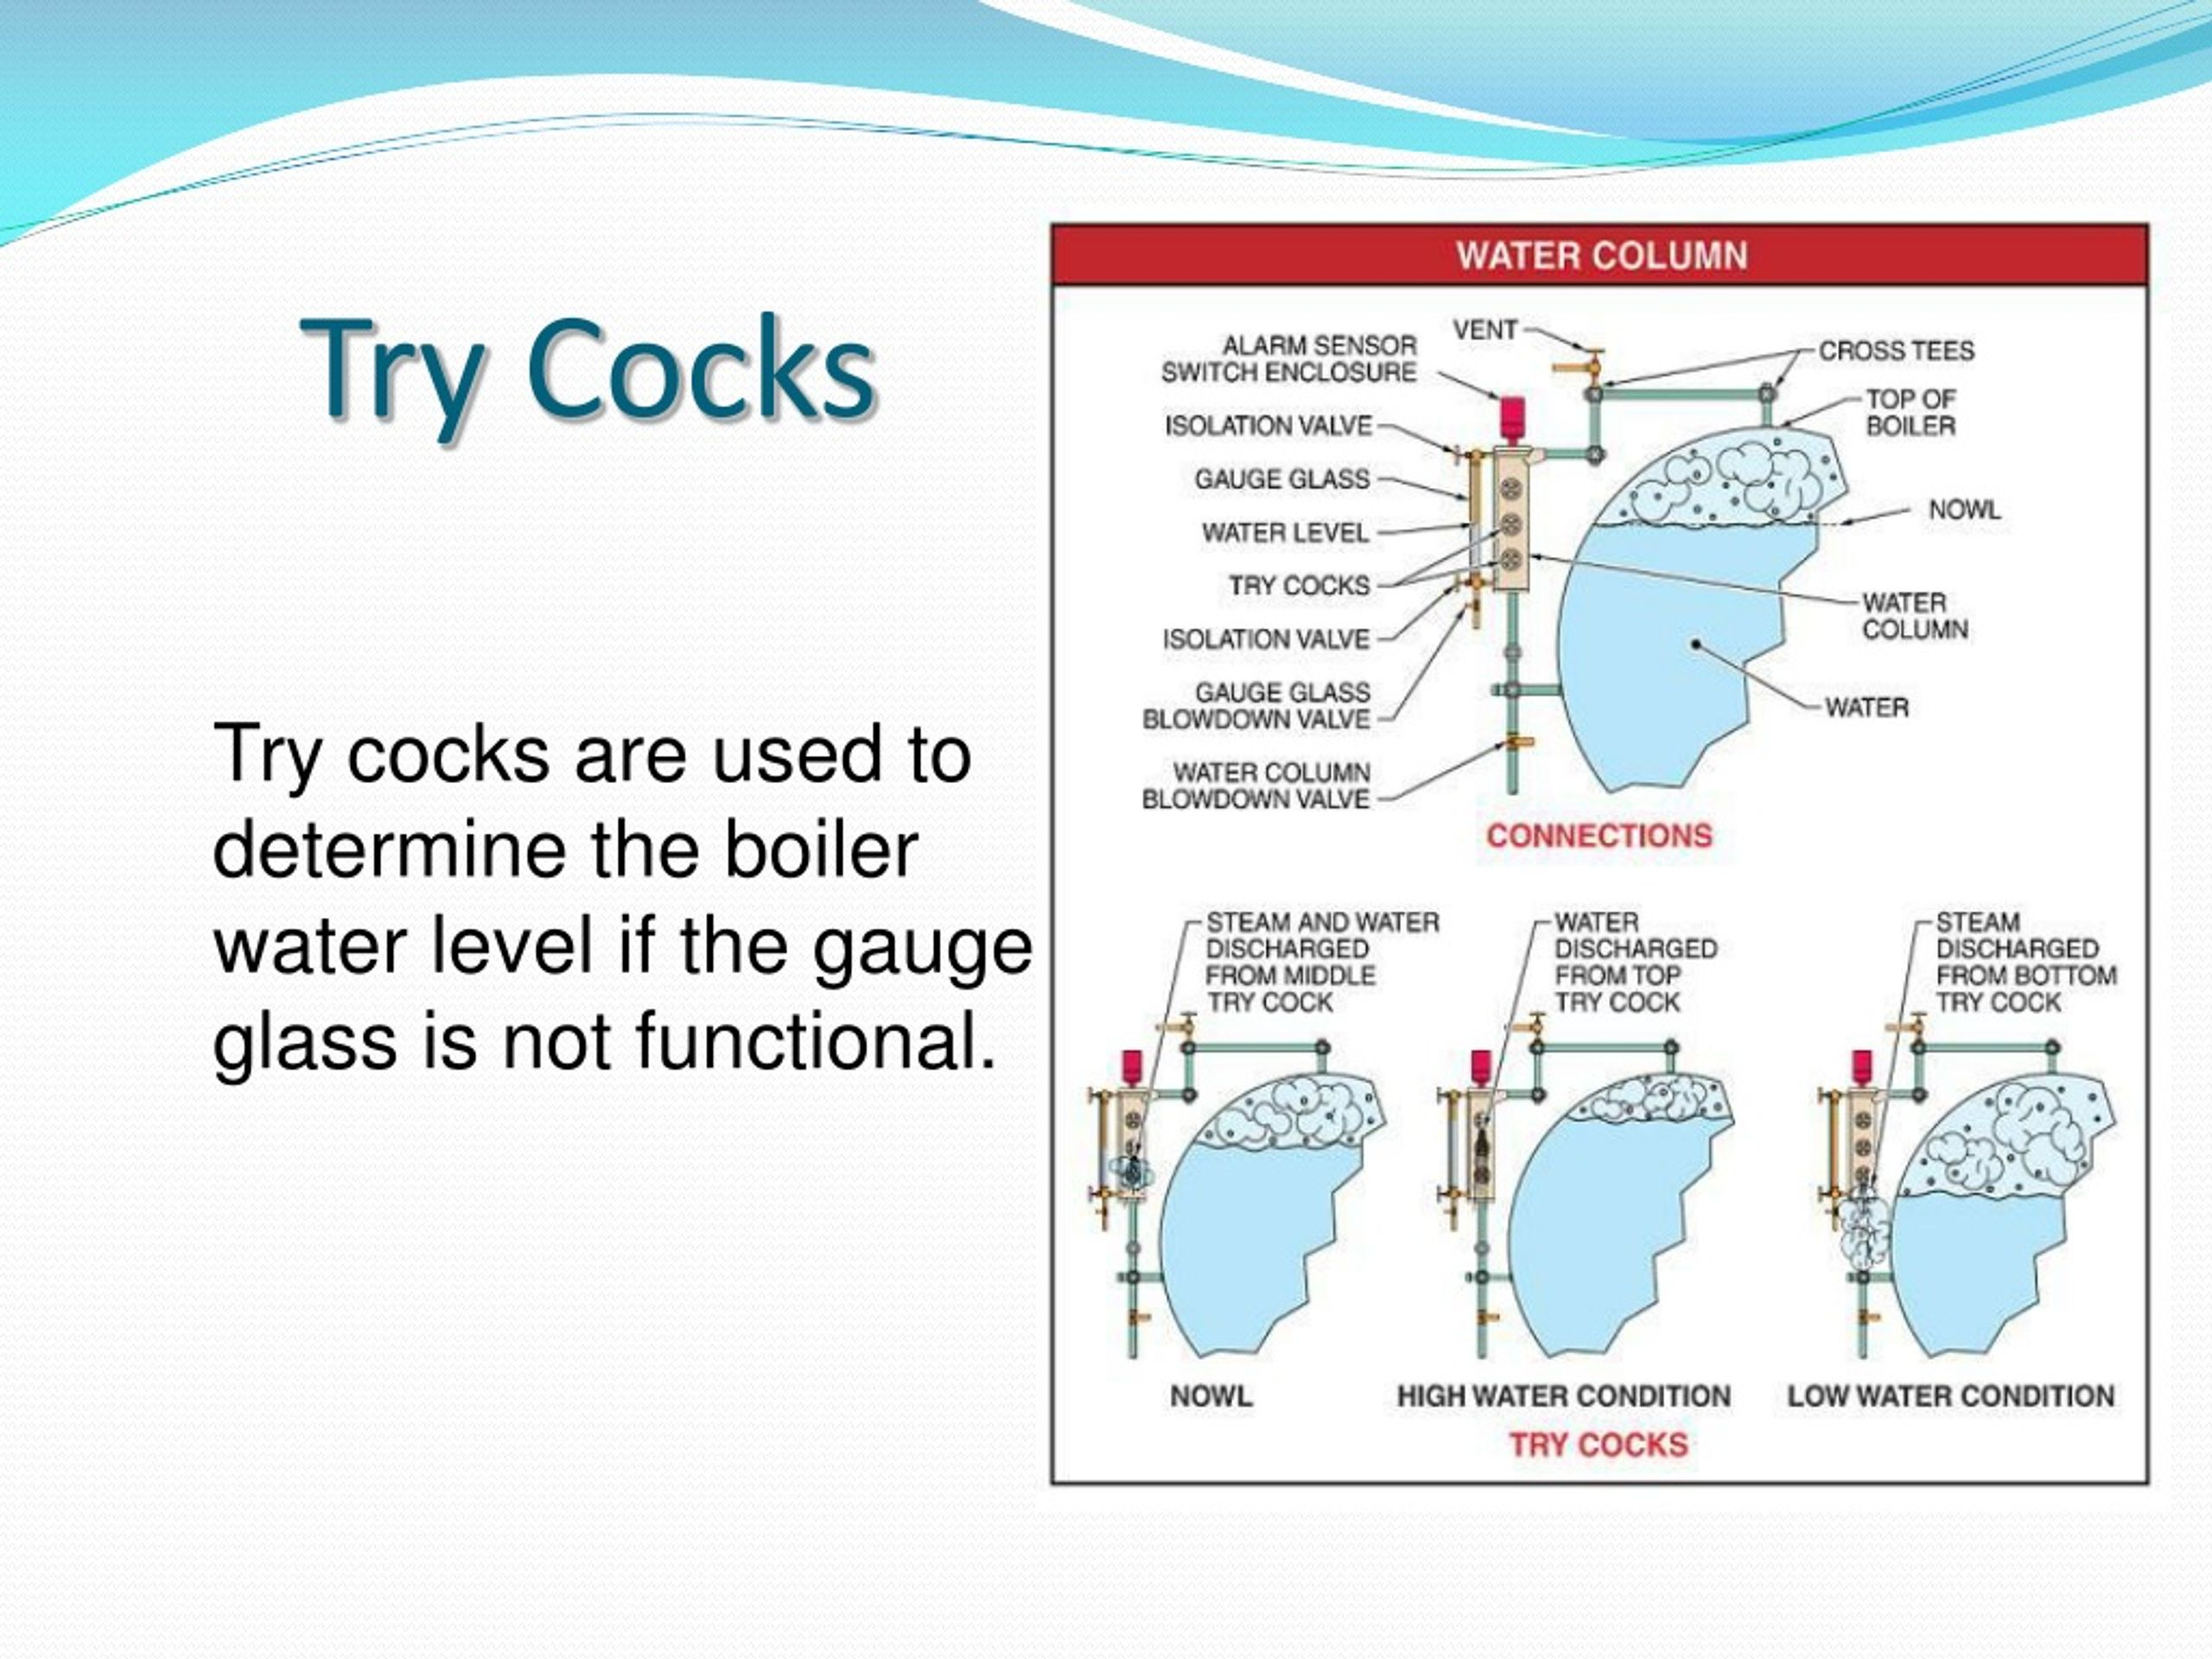 Try Cocks
Try cocks are used to
determine the boiler
water level if the gauge
glass is not functional.
WATER COLUMN
VENT
ALARM SENSOR
SWITCH ENCLOSURE
CROSS TEES
TOP OF
BOILER
ISOLATION VALVE
GAUGE GLASS
NOWL
WATER LEVEL
TRY COCKS
WATER
COLUMN
ISOLATION VALVE
GAUGE GLASS
BLOWDOWN VALVE
WATER
WATER COLUMN
BLOWDOWN VALVE
CONNECTIONS
STEAM AND WATER
DISCHARGED
FROM MIDDLE
TRY COCK
WATER
DISCHARGED
FROM TOP
TRY COCK
STEAM
DISCHARGED
FROM BOTTOM
TRY COCK
NOWL
HIGH WATER CONDITION
LOW WATER CONDITION
TRY COCKS